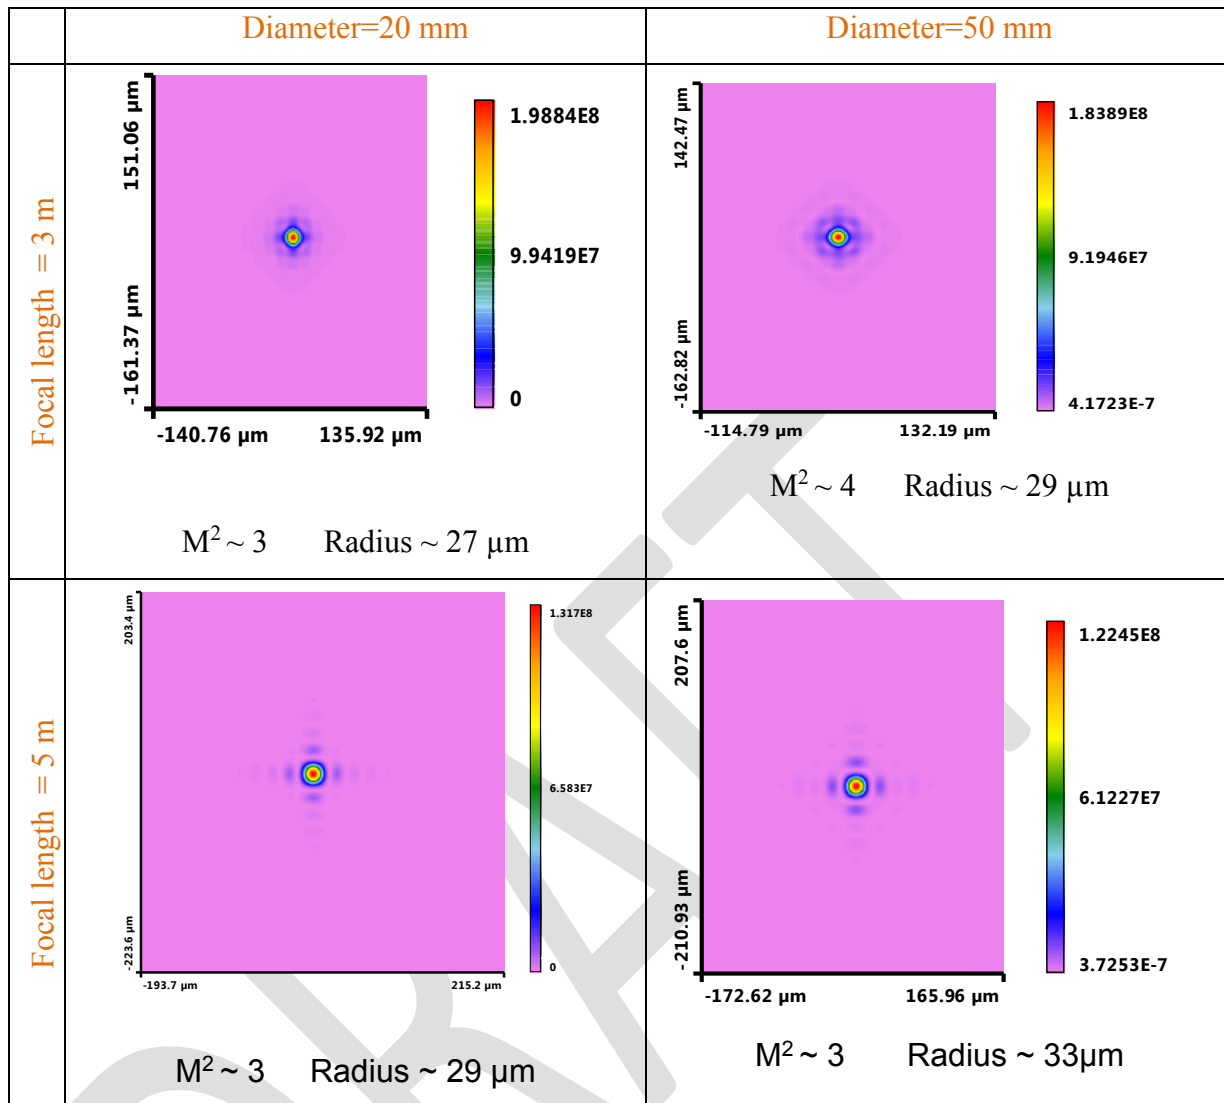 Diameter=20 mm
Diameter=50 mm
Focal length = 3 m
151.06 µm
-161.37 µm
-140.76 µm 135.92 µm
1.9884E8
9.9419E7
0
M² ~ 3 Radius ~ 27 µm
142.47 µm
-162.82 µm
-114.79 µm 132.19 µm
1.8389E8
9.1946E7
4.1723E-7
M² ~ 4 Radius ~ 29 µm
Focal length = 5 m
203.4 µm
-223.6 µm
-193.7 µm 215.2 µm
1.317E8
6.583E7
0
M² ~ 3 Radius ~ 29 µm
207.6 µm
-210.93 µm
-172.62 µm 165.96 µm
1.2245E8
6.1227E7
3.7253E-7
M² ~ 3 Radius ~ 33µm
DRAFT